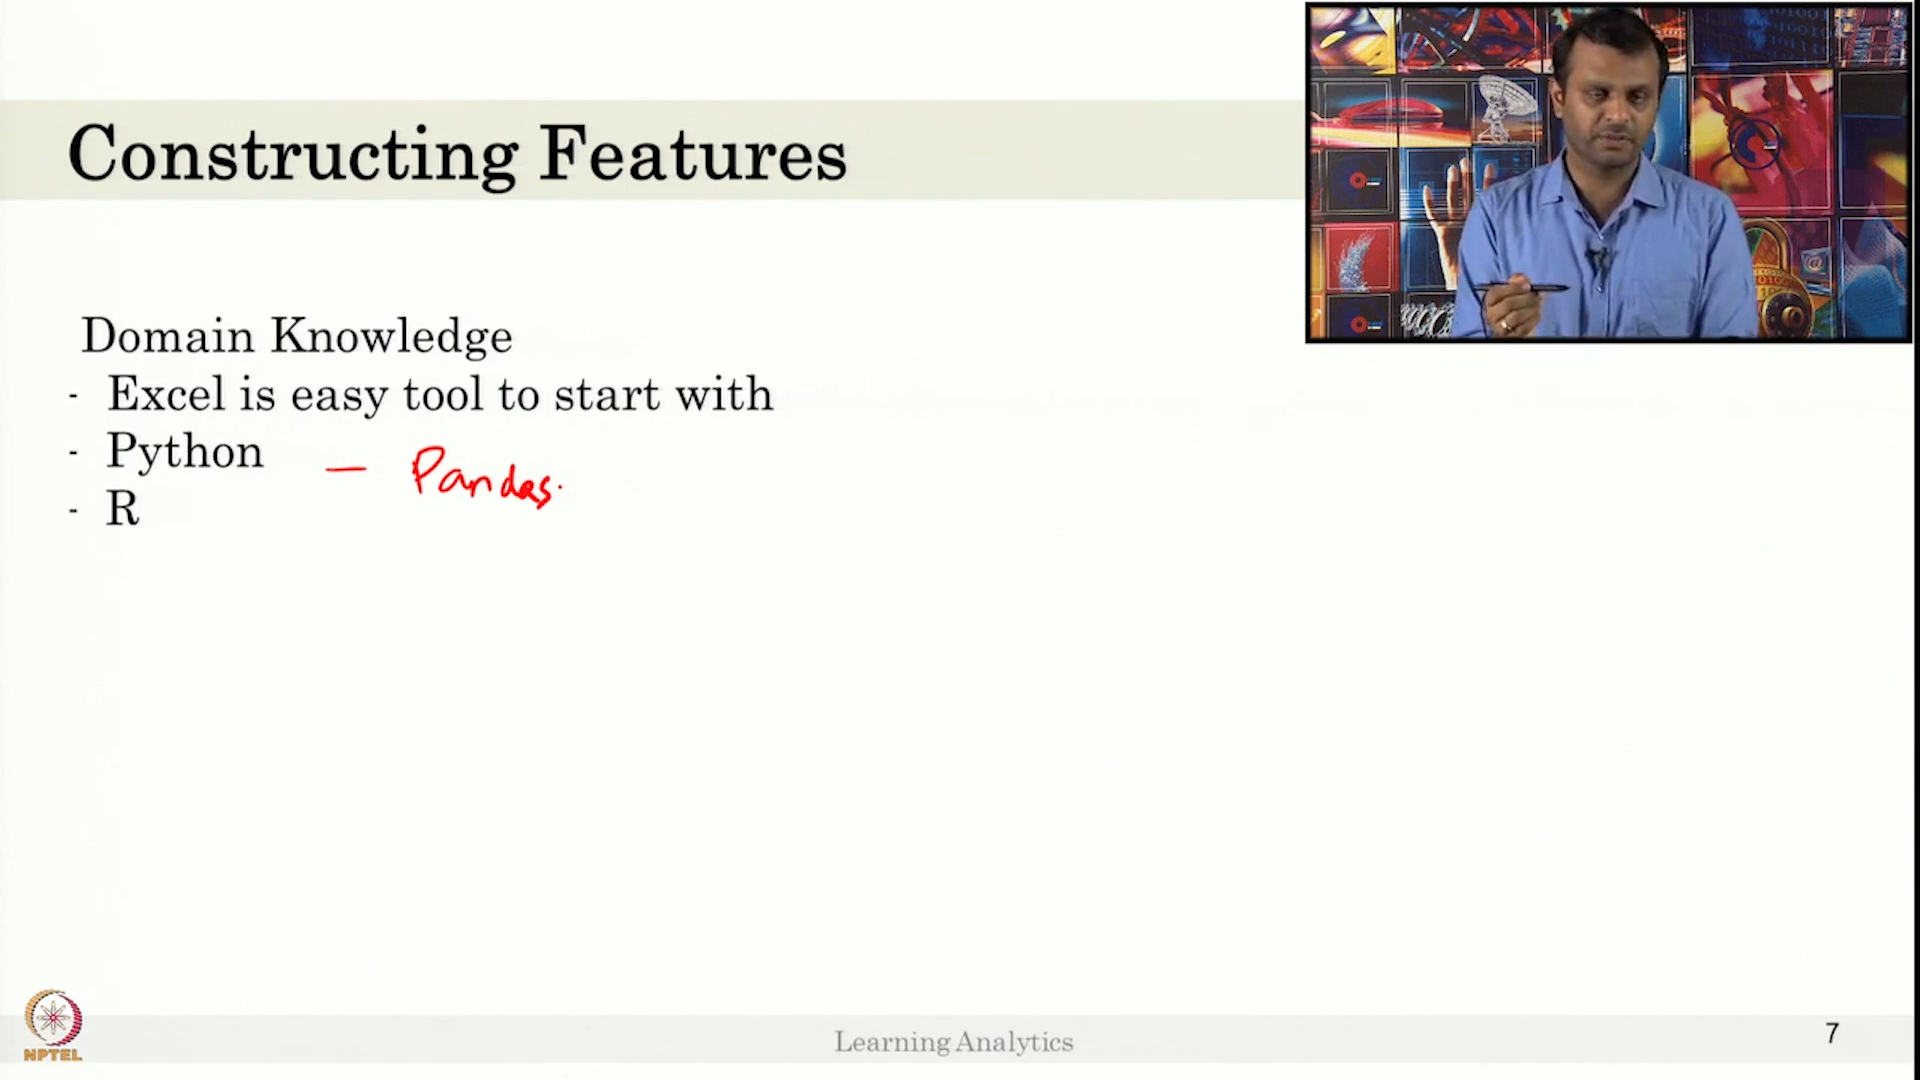 Constructing Features
Domain Knowledge
- Excel is easy tool to start with
- Python — Pandas.
- R
NPTEL
Learning Analytics
7